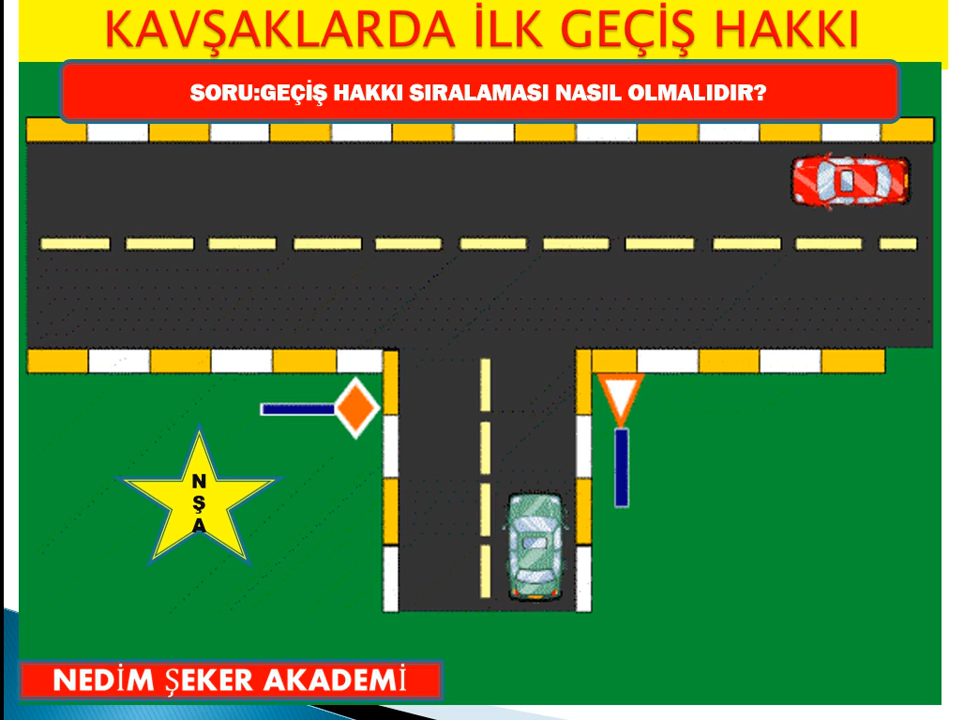 KAVŞAKLARDA İLK GEÇİŞ HAKKI
SORU:GEÇİŞ HAKKI SIRALAMASI NASIL OLMALIDIR?
N
Ş
A
NEDİM ŞEKER AKADEMİ